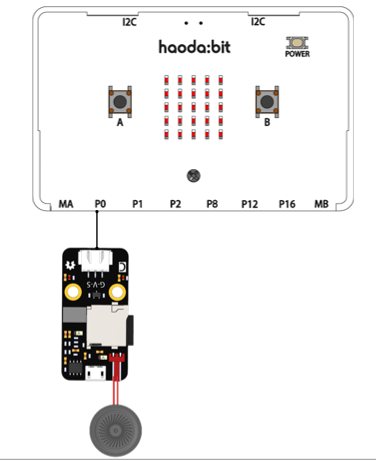 I2C I2C
haoda:bit
POWER
A B
MA P0 P1 P2 P8 P12 P16 MB
G-V-S